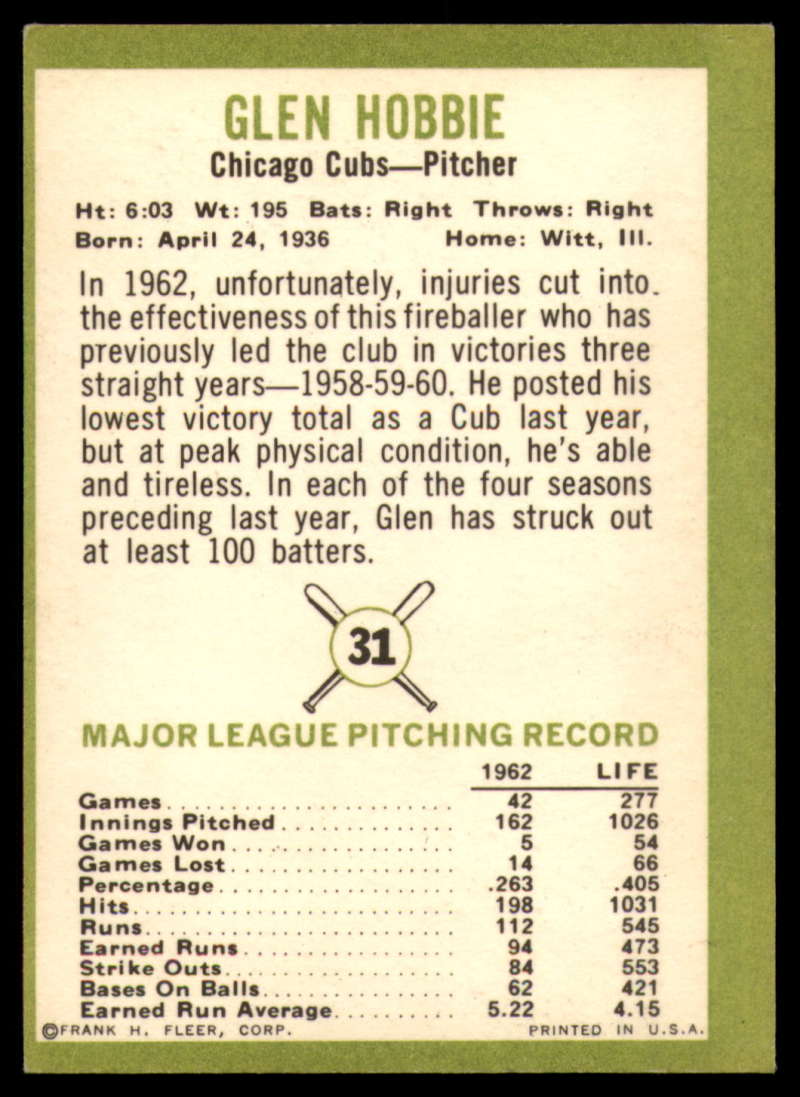 GLEN HOBBIE
Chicago Cubs—Pitcher
Ht: 6:03 Wt: 195 Bats: Right Throws: Right
Born: April 24, 1936 Home: Witt, Ill.
In 1962, unfortunately, injuries cut into
the effectiveness of this fireballer who has
previously led the club in victories three
straight years—1958-59-60. He posted his
lowest victory total as a Cub last year,
but at peak physical condition, he's able
and tireless. In each of the four seasons
preceding last year, Glen has struck out
at least 100 batters.
31
MAJOR LEAGUE PITCHING RECORD
1962 LIFE
Games........................ 42 277
Innings Pitched.............. 162 1026
Games Won.................. 5 54
Games Lost.................. 14 66
Percentage................... .263 .405
Hits.......................... 198 1031
Runs......................... 112 545
Earned Runs................. 94 473
Strike Outs................... 84 553
Bases On Balls............... 62 421
Earned Run Average.......... 5.22 4.15
©FRANK H. FLEER, CORP. PRINTED IN U.S.A.